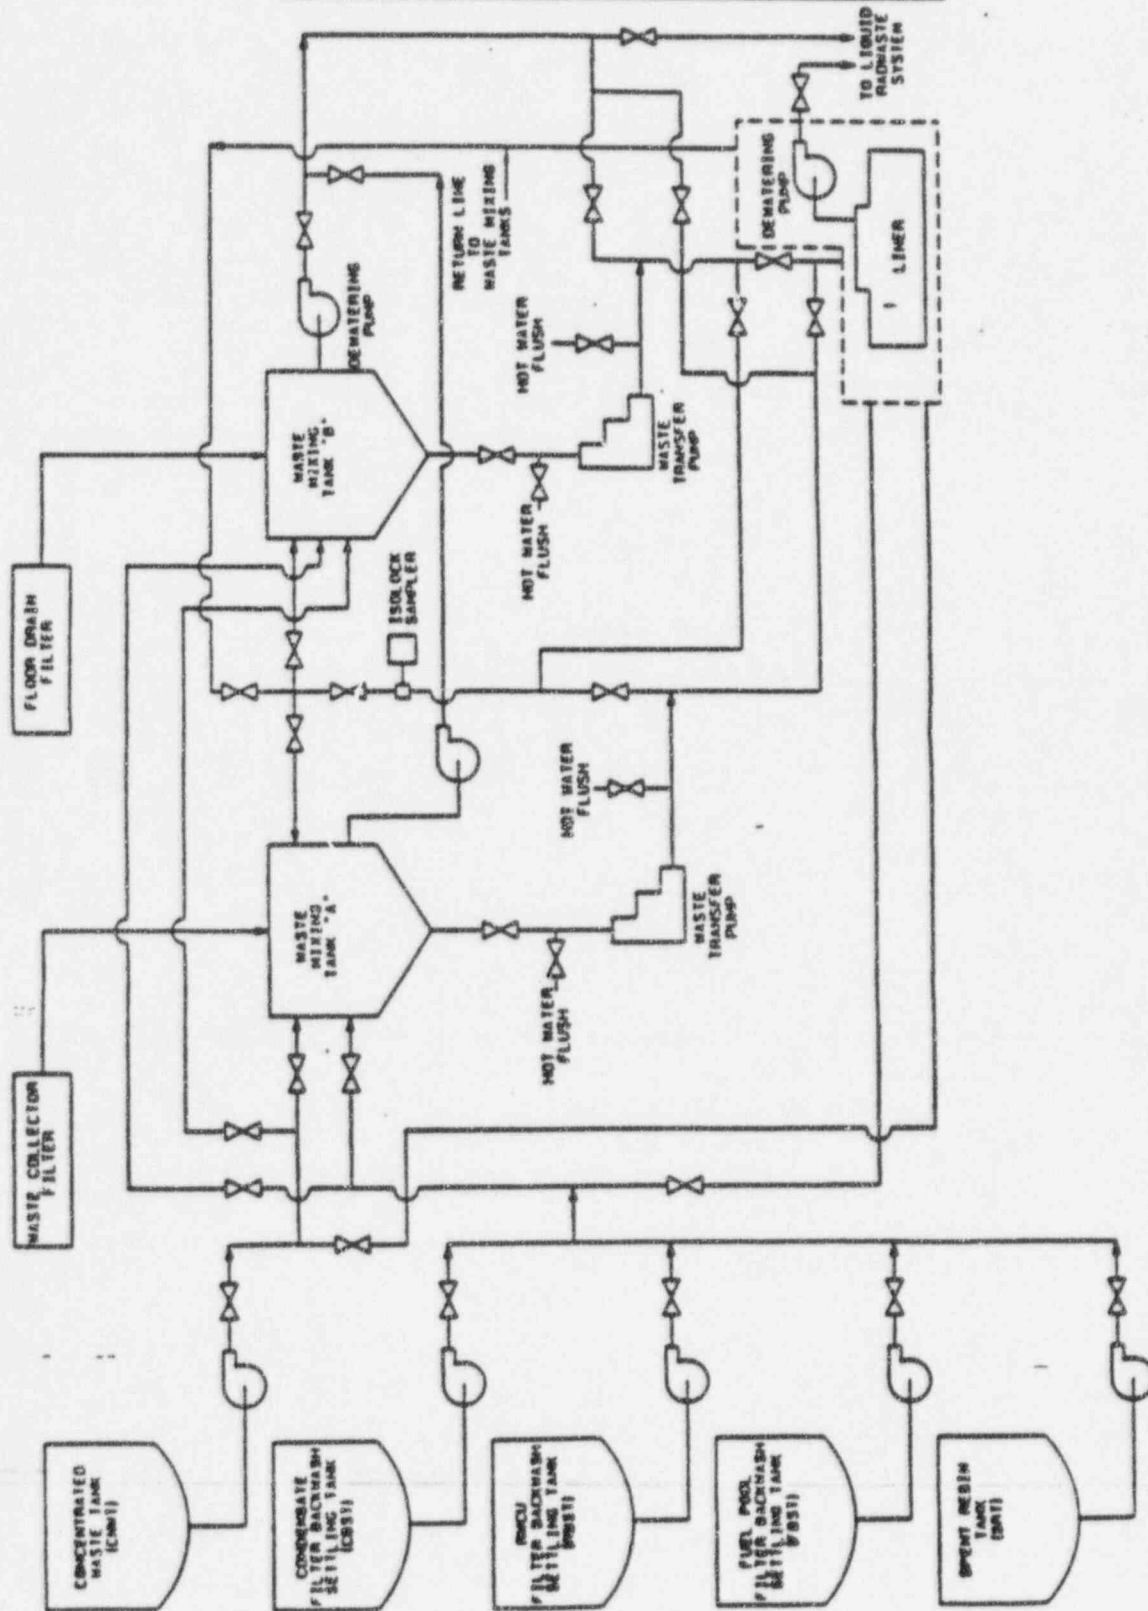 TO LIQUID
RADWASTE
SYSTEM
DEWATERING
PUMP
LINER
RETURN LINE
TO
WASTE MIXING
TANKS
DEWATERING
PUMP
HOT WATER
FLUSH
WASTE
MIXING
TANK "B"
WASTE
TRANSFER
PUMP
HOT WATER
FLUSH
ISOLOCK
SAMPLER
FLOOR DRAIN
FILTER
HOT WATER
FLUSH
WASTE
MIXING
TANK "A"
WASTE
TRANSFER
PUMP
HOT WATER
FLUSH
WASTE COLLECTOR
FILTER
CONCENTRATED
WASTE TANK
(CNWT)
CONDENSATE
FILTER BACKWASH
SETTLING TANK
(CBST)
RWCU
FILTER BACKWASH
SETTLING TANK
(RBST)
FUEL POOL
FILTER BACKWASH
SETTLING TANK
(FBST)
SPENT RESIN
TANK
(SRT)